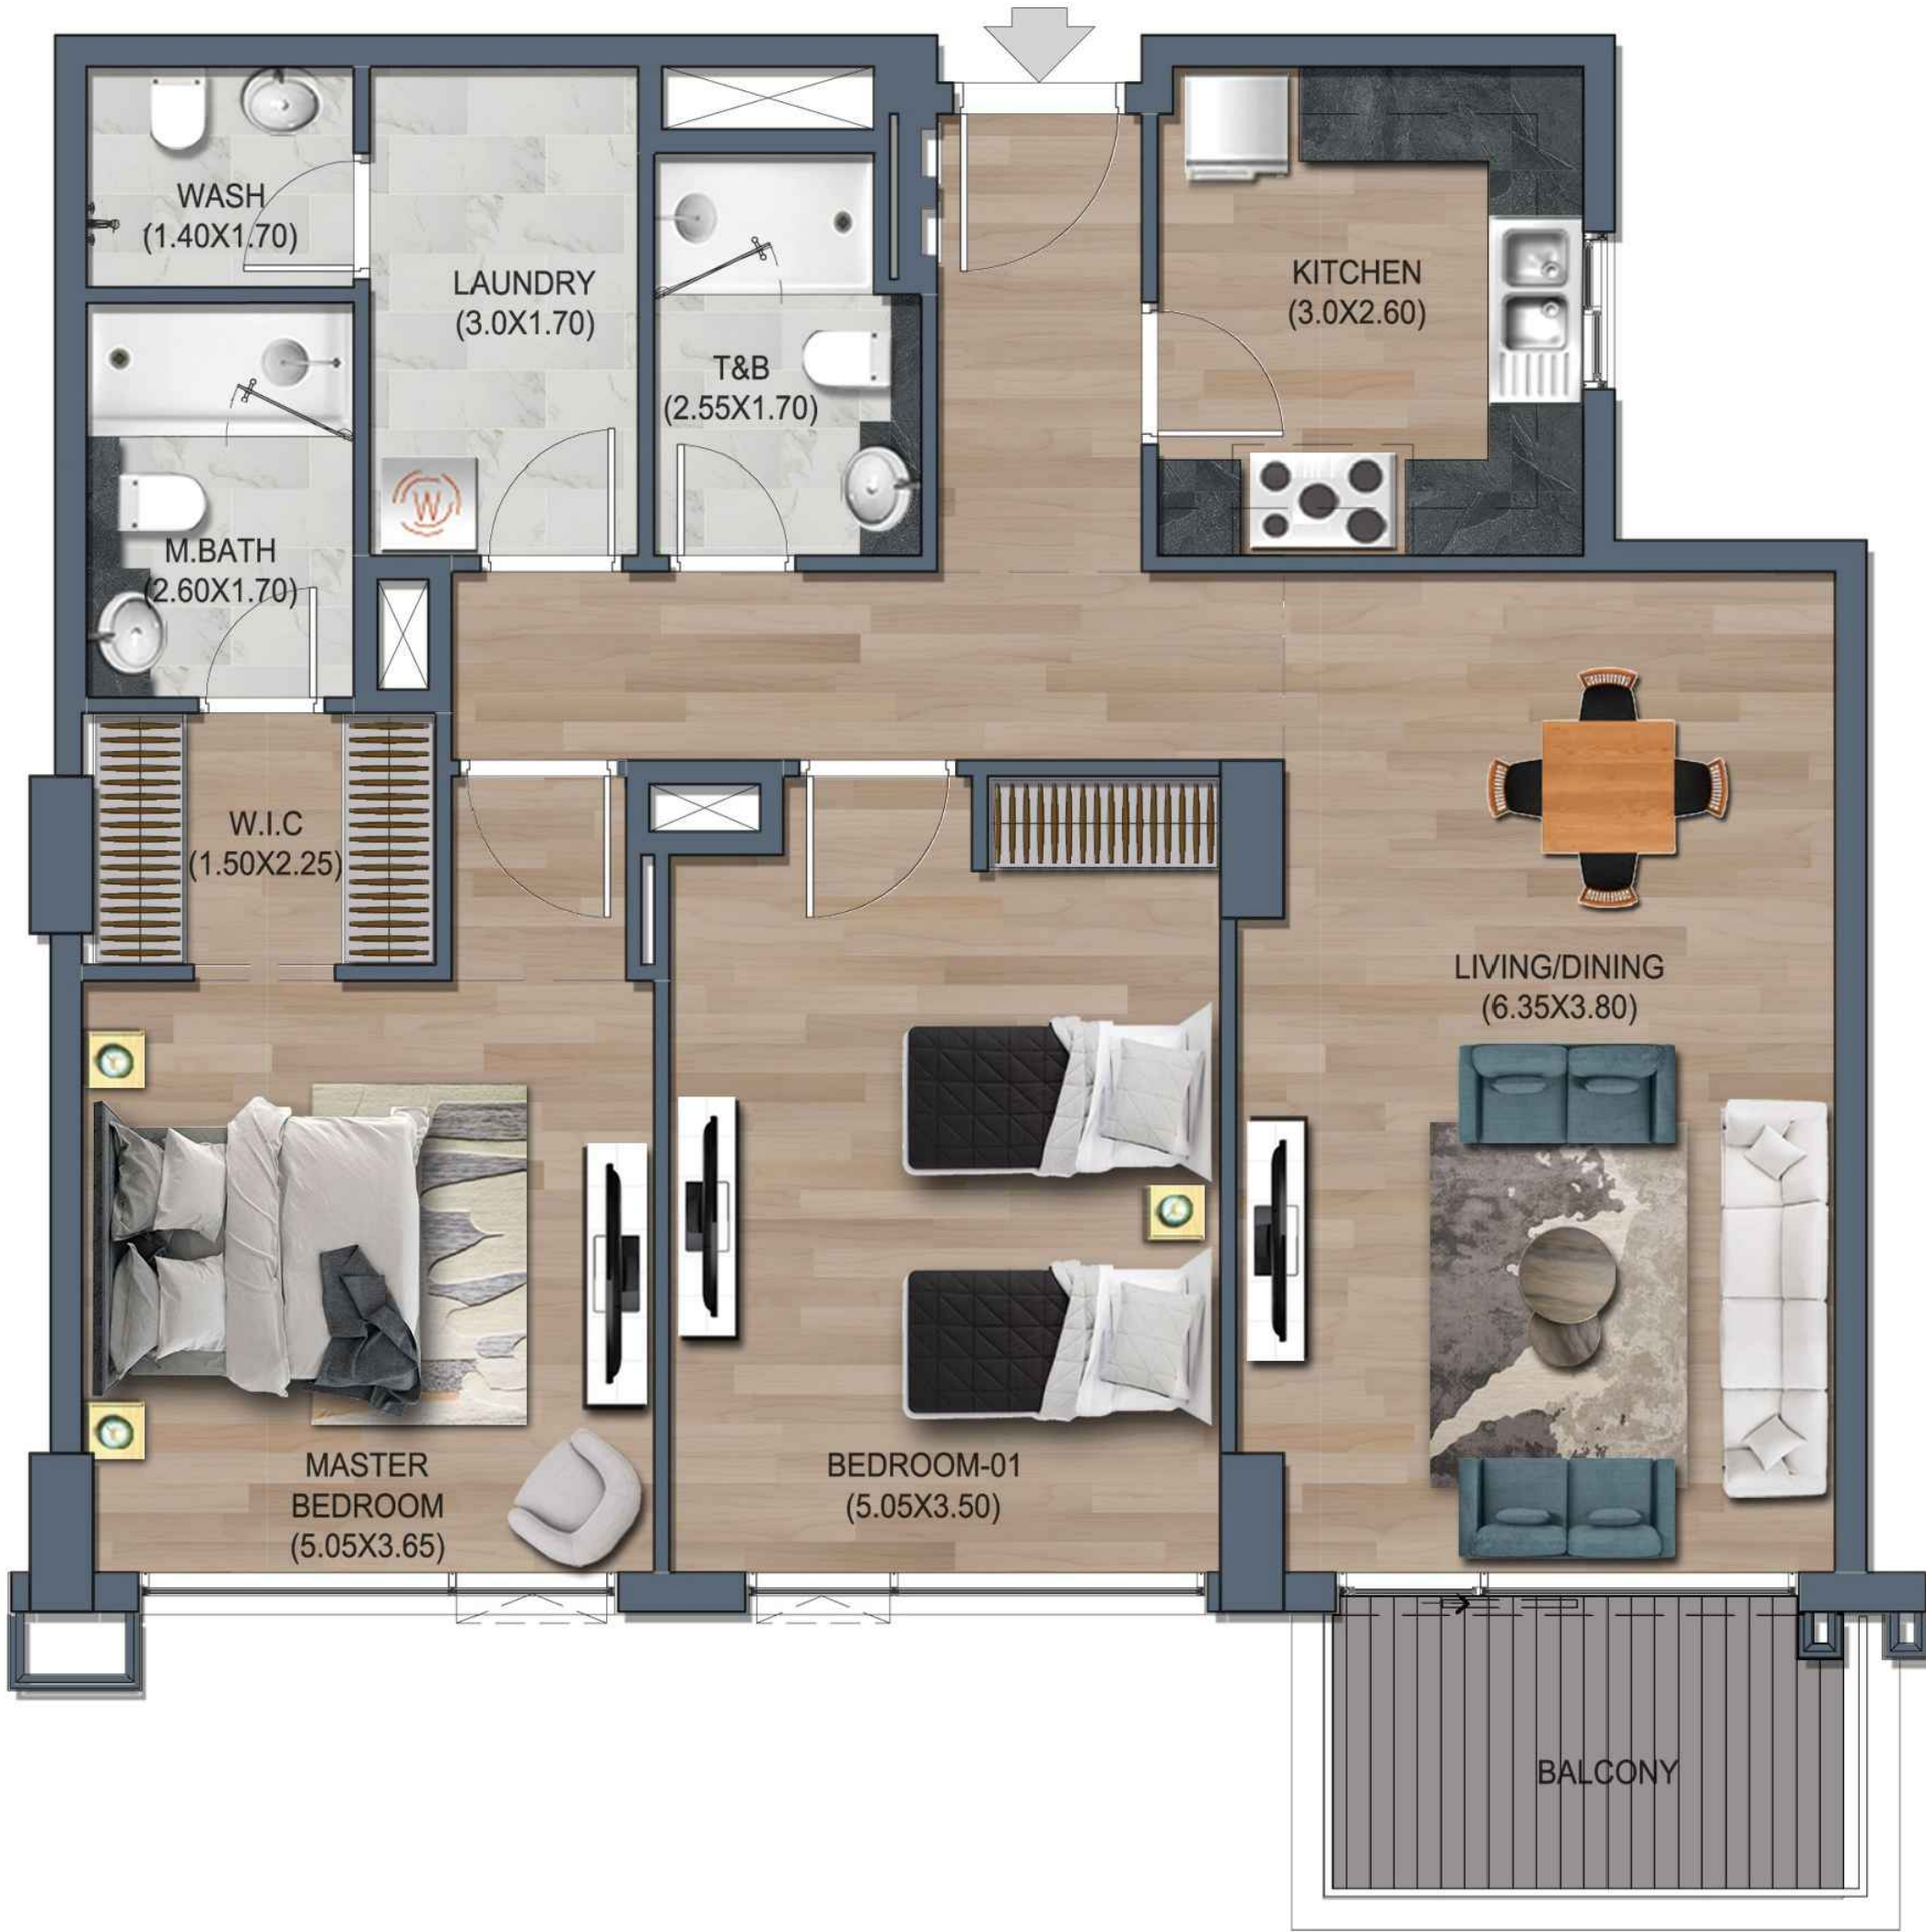 WASH
(1.40X1.70)
LAUNDRY
(3.0X1.70)
T&B
(2.55X1.70)
KITCHEN
(3.0X2.60)
W
M.BATH
(2.60X1.70)
W.I.C
(1.50X2.25)
LIVING/DINING
(6.35X3.80)
MASTER
BEDROOM
(5.05X3.65)
BEDROOM-01
(5.05X3.50)
BALCONY